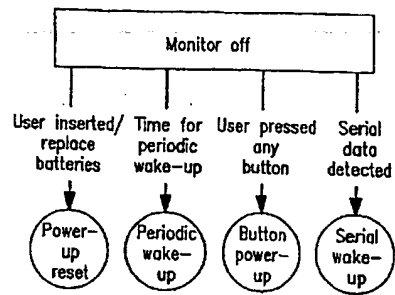 Monitor off
User inserted/
replace
batteries
Time for
periodic
wake-up
User pressed
any
button
Serial
data
detected
Power-
up
reset
Periodic
wake-
up
Button
power-
up
Serial
wake-
up